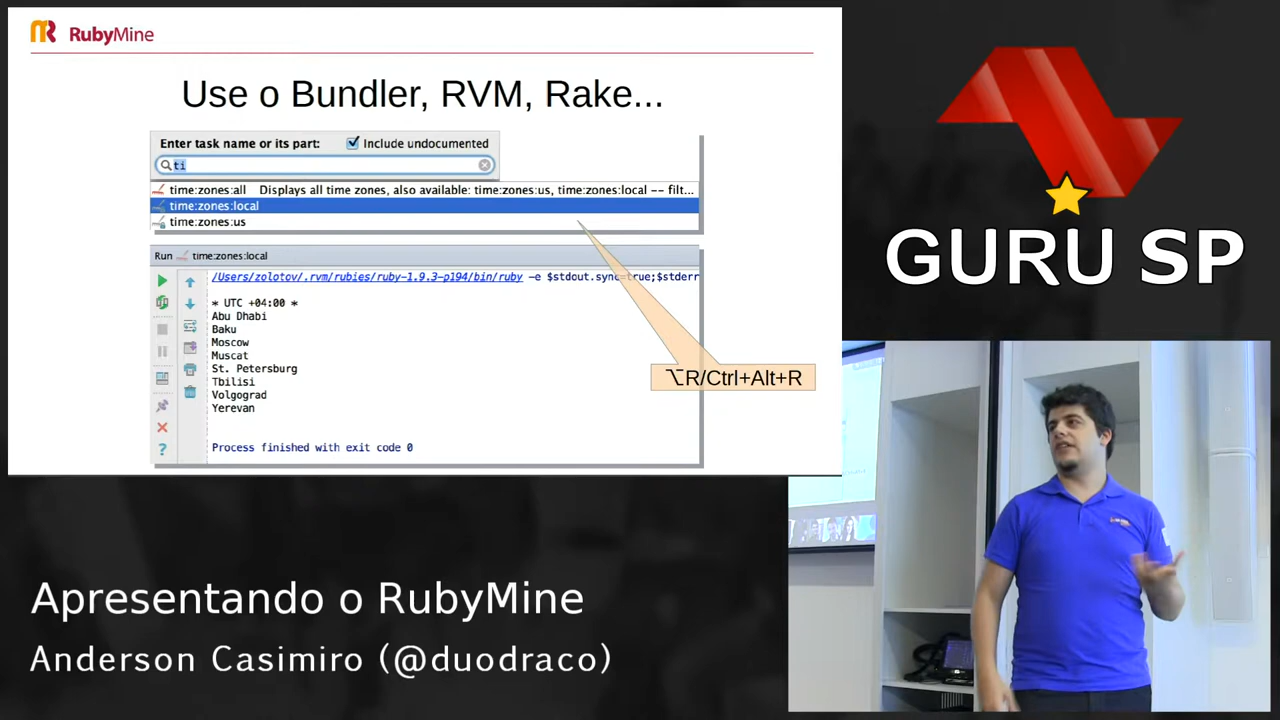 RubyMine
Use o Bundler, RVM, Rake...
Enter task name or its part:
Include undocumented
ti
time:zones:all Displays all time zones, also available: time:zones:us, time:zones:local -- filt...
time:zones:local
time:zones:us
Run time:zones:local
/Users/zolotov/.rvm/rubies/ruby-1.9.3-p194/bin/ruby -e $stdout.sync=true;$stderr
* UTC +04:00 *
Abu Dhabi
Baku
Moscow
Muscat
St. Petersburg
Tbilisi
Volgograd
Yerevan
Process finished with exit code 0
⌥R/Ctrl+Alt+R
GURU SP
Apresentando o RubyMine
Anderson Casimiro (@duodraco)